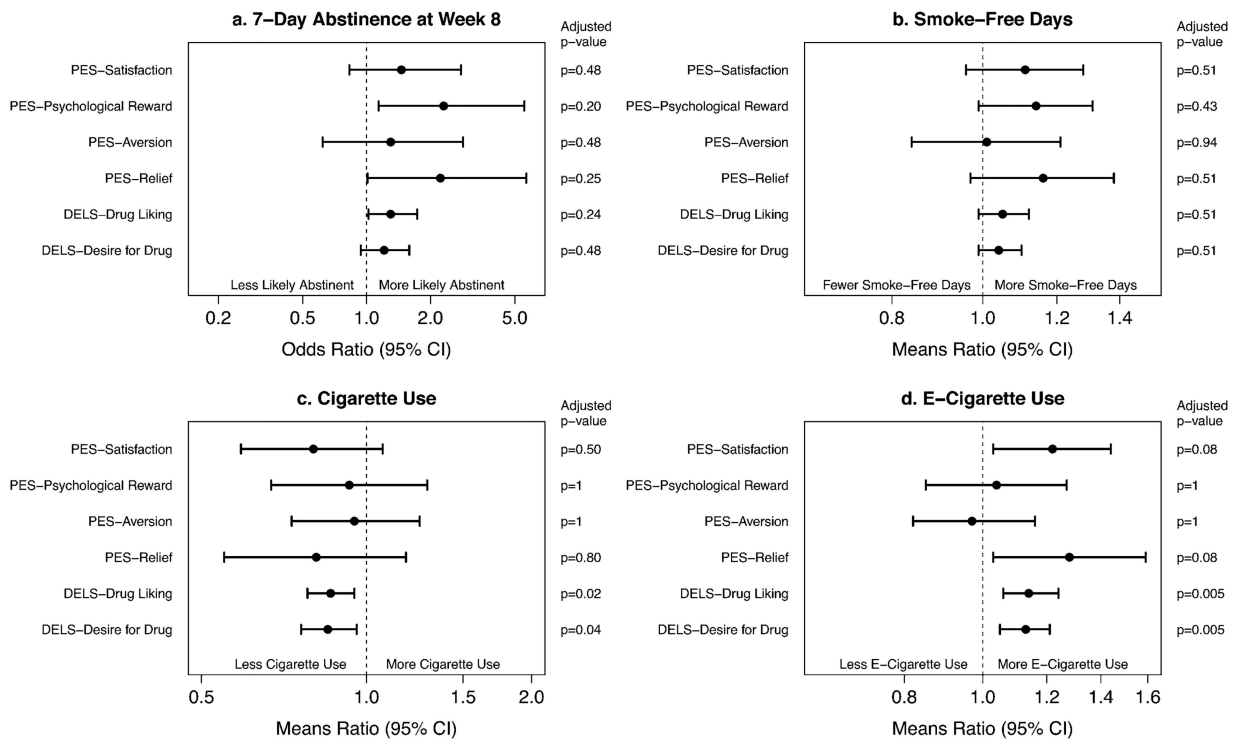 a. 7−Day Abstinence at Week 8
Adjusted
p−value
PES−Satisfaction
p=0.48
PES−Psychological Reward
p=0.20
PES−Aversion
p=0.48
PES−Relief
p=0.25
DELS−Drug Liking
p=0.24
DELS−Desire for Drug
p=0.48
Less Likely Abstinent
More Likely Abstinent
0.2 0.5 1.0 2.0 5.0
Odds Ratio (95% CI)
b. Smoke−Free Days
Adjusted
p−value
PES−Satisfaction
p=0.51
PES−Psychological Reward
p=0.43
PES−Aversion
p=0.94
PES−Relief
p=0.51
DELS−Drug Liking
p=0.51
DELS−Desire for Drug
p=0.51
Fewer Smoke−Free Days
More Smoke−Free Days
0.8 1.0 1.2 1.4
Means Ratio (95% CI)
c. Cigarette Use
Adjusted
p−value
PES−Satisfaction
p=0.50
PES−Psychological Reward
p=1
PES−Aversion
p=1
PES−Relief
p=0.80
DELS−Drug Liking
p=0.02
DELS−Desire for Drug
p=0.04
Less Cigarette Use
More Cigarette Use
0.5 1.0 1.5 2.0
Means Ratio (95% CI)
d. E−Cigarette Use
Adjusted
p−value
PES−Satisfaction
p=0.08
PES−Psychological Reward
p=1
PES−Aversion
p=1
PES−Relief
p=0.08
DELS−Drug Liking
p=0.005
DELS−Desire for Drug
p=0.005
Less E−Cigarette Use
More E−Cigarette Use
0.8 1.0 1.2 1.4 1.6
Means Ratio (95% CI)